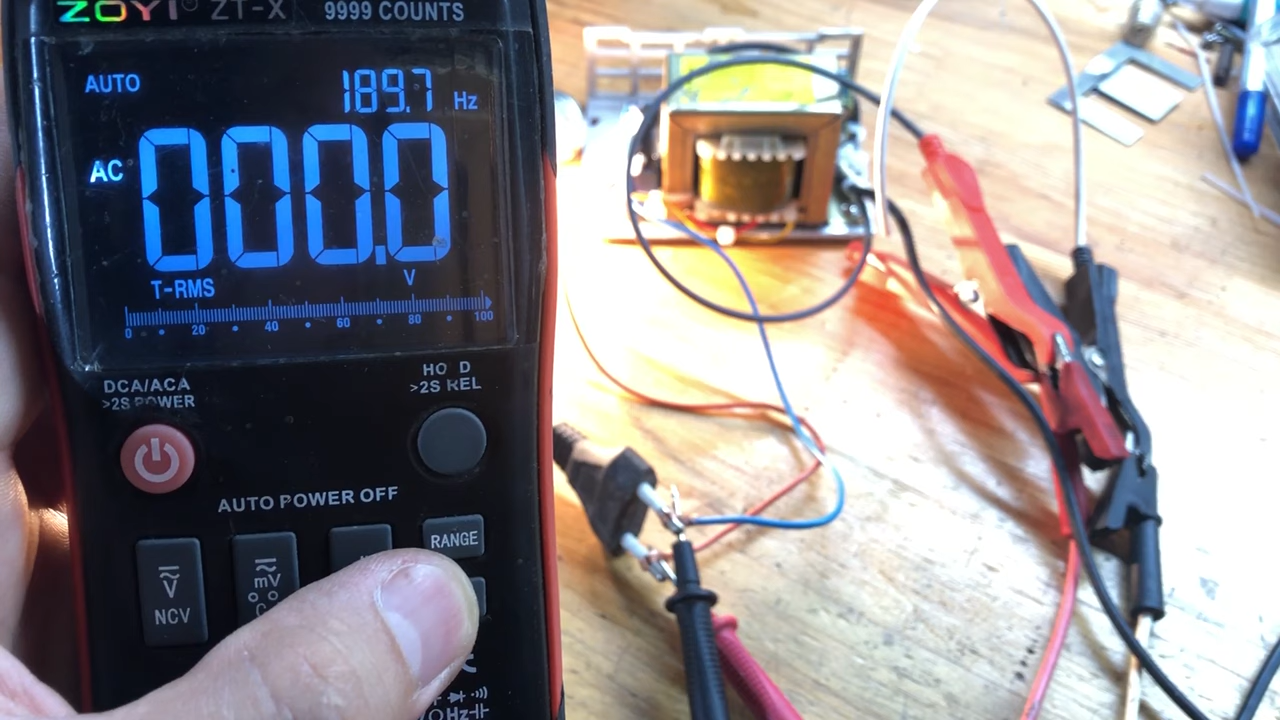 ZOYI ZT-X 9999 COUNTS
AUTO 189.7 Hz
AC 000.0
T-RMS V
0 20 40 60 80 100
DCA/ACA
>2S POWER
HO D
>2S REL
AUTO POWER OFF
RANGE
V
NCV
mV
Hz